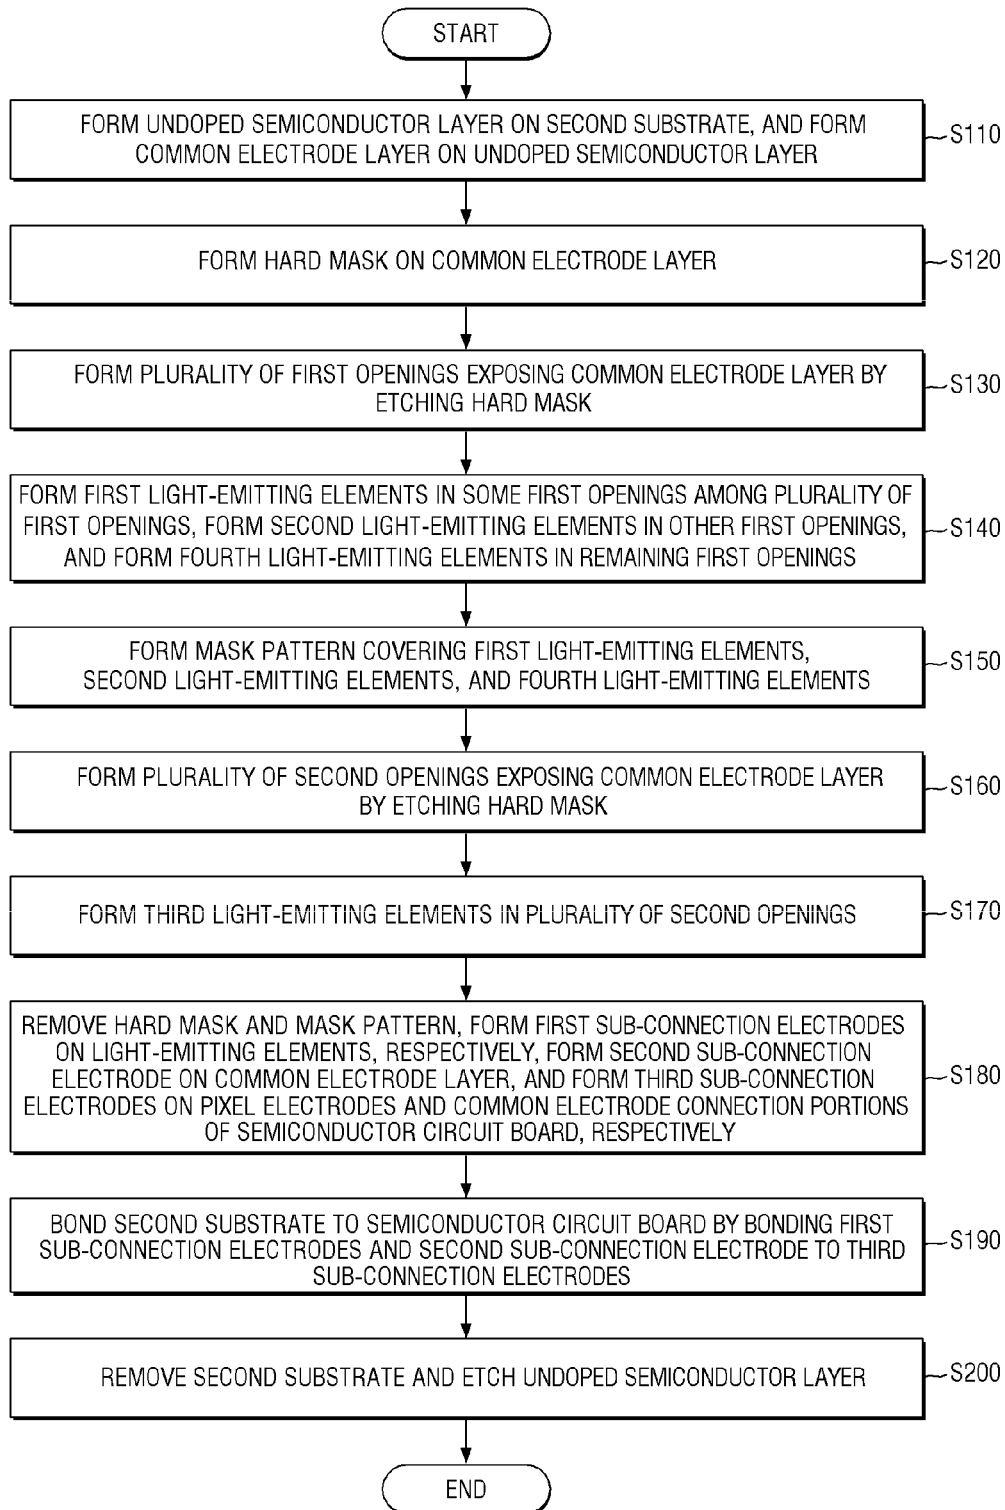 START
FORM UNDOPED SEMICONDUCTOR LAYER ON SECOND SUBSTRATE, AND FORM
COMMON ELECTRODE LAYER ON UNDOPED SEMICONDUCTOR LAYER
S110
FORM HARD MASK ON COMMON ELECTRODE LAYER
S120
FORM PLURALITY OF FIRST OPENINGS EXPOSING COMMON ELECTRODE LAYER BY
ETCHING HARD MASK
S130
FORM FIRST LIGHT-EMITTING ELEMENTS IN SOME FIRST OPENINGS AMONG PLURALITY OF
FIRST OPENINGS, FORM SECOND LIGHT-EMITTING ELEMENTS IN OTHER FIRST OPENINGS,
AND FORM FOURTH LIGHT-EMITTING ELEMENTS IN REMAINING FIRST OPENINGS
S140
FORM MASK PATTERN COVERING FIRST LIGHT-EMITTING ELEMENTS,
SECOND LIGHT-EMITTING ELEMENTS, AND FOURTH LIGHT-EMITTING ELEMENTS
S150
FORM PLURALITY OF SECOND OPENINGS EXPOSING COMMON ELECTRODE LAYER
BY ETCHING HARD MASK
S160
FORM THIRD LIGHT-EMITTING ELEMENTS IN PLURALITY OF SECOND OPENINGS
S170
REMOVE HARD MASK AND MASK PATTERN, FORM FIRST SUB-CONNECTION ELECTRODES
ON LIGHT-EMITTING ELEMENTS, RESPECTIVELY, FORM SECOND SUB-CONNECTION
ELECTRODE ON COMMON ELECTRODE LAYER, AND FORM THIRD SUB-CONNECTION
ELECTRODES ON PIXEL ELECTRODES AND COMMON ELECTRODE CONNECTION PORTIONS
OF SEMICONDUCTOR CIRCUIT BOARD, RESPECTIVELY
S180
BOND SECOND SUBSTRATE TO SEMICONDUCTOR CIRCUIT BOARD BY BONDING FIRST
SUB-CONNECTION ELECTRODES AND SECOND SUB-CONNECTION ELECTRODE TO THIRD
SUB-CONNECTION ELECTRODES
S190
REMOVE SECOND SUBSTRATE AND ETCH UNDOPED SEMICONDUCTOR LAYER
S200
END